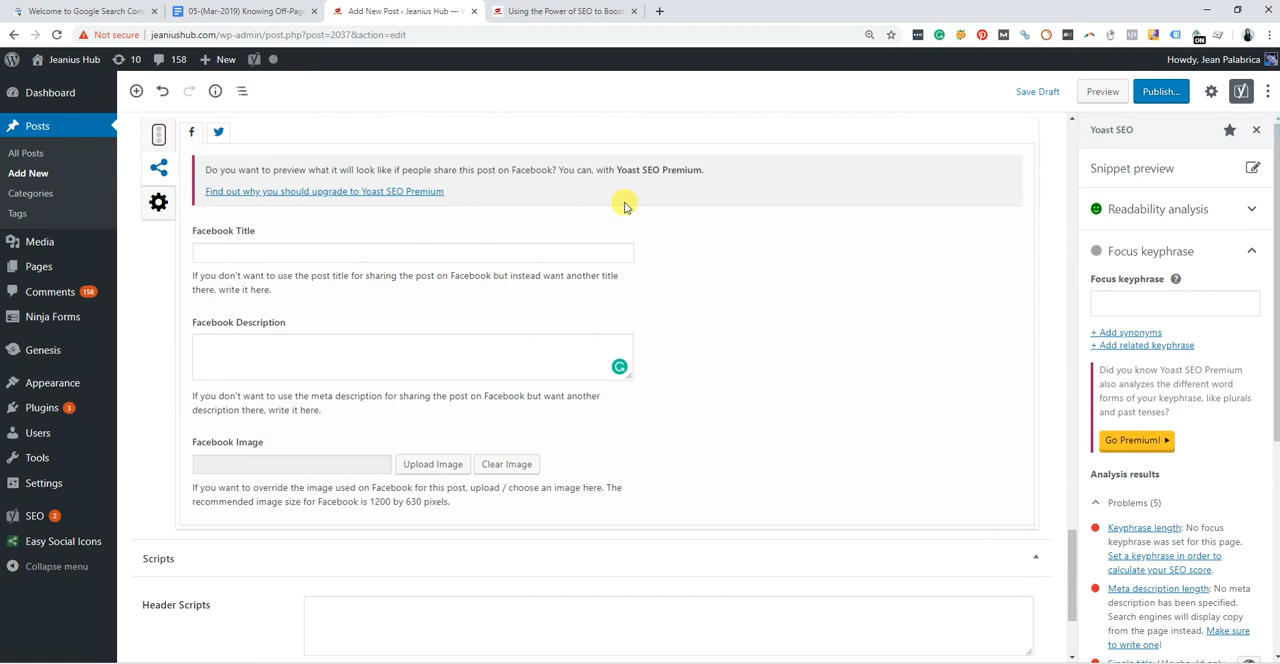 Welcome to Google Search Con
05-(Mar-2019) Knowing Off-Page
Add New Post ‹ Jeanius Hub —
Using the Power of SEO to Boost
Not secure
jeaniushub.com/wp-admin/post.php?post=2037&action=edit
ON
Jeanius Hub
10
158
New
Howdy, Jean Palabrica
Dashboard
Posts
All Posts
Add New
Categories
Tags
Media
Pages
Comments 158
Ninja Forms
Genesis
Appearance
Plugins 3
Users
Tools
Settings
SEO 2
Easy Social Icons
Collapse menu
Save Draft
Preview
Publish...
Do you want to preview what it will look like if people share this post on Facebook? You can, with Yoast SEO Premium.
Find out why you should upgrade to Yoast SEO Premium
Facebook Title
If you don't want to use the post title for sharing the post on Facebook but instead want another title
there, write it here.
Facebook Description
If you don't want to use the meta description for sharing the post on Facebook but want another
description there, write it here.
Facebook Image
Upload Image
Clear Image
If you want to override the image used on Facebook for this post, upload / choose an image here. The
recommended image size for Facebook is 1200 by 630 pixels.
Scripts
Header Scripts
Yoast SEO
Snippet preview
Readability analysis
Focus keyphrase
Focus keyphrase
+ Add synonyms
+ Add related keyphrase
Did you know Yoast SEO Premium
also analyzes the different word
forms of your keyphrase, like plurals
and past tenses?
Go Premium!
Analysis results
Problems (5)
Keyphrase length: No focus
keyphrase was set for this page.
Set a keyphrase in order to
calculate your SEO score.
Meta description length: No meta
description has been specified.
Search engines will display copy
from the page instead. Make sure
to write one!